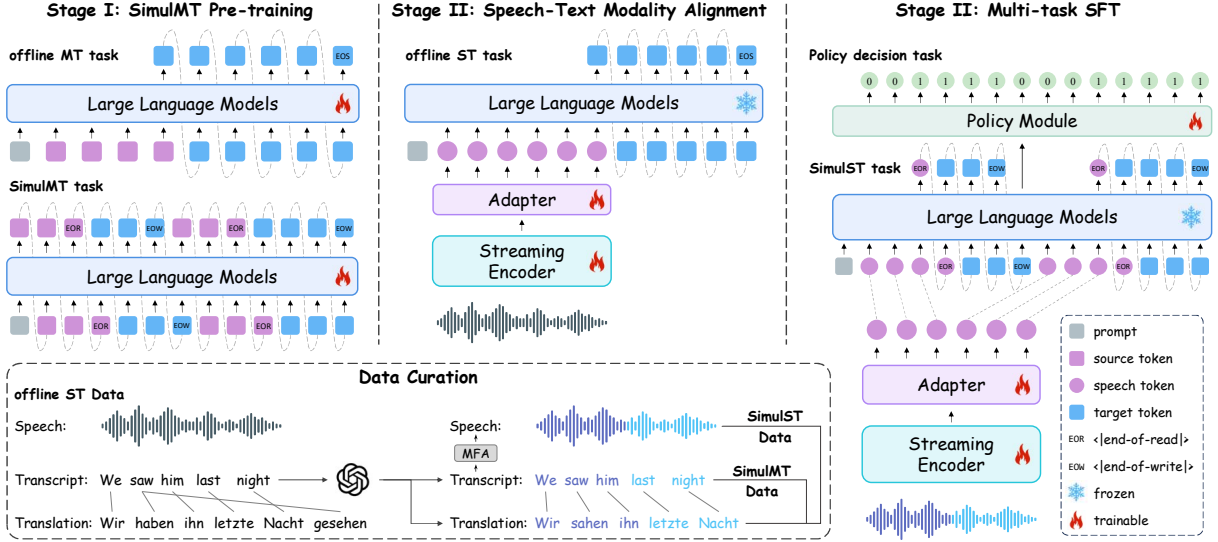 Stage I: SimulMT Pre-training
offline MT task
EOS
Large Language Models
SimulMT task
EOR
EOW
EOR
EOW
Large Language Models
EOR
EOW
EOR
Stage II: Speech-Text Modality Alignment
offline ST task
EOS
Large Language Models
Adapter
Streaming
Encoder
Stage II: Multi-task SFT
Policy decision task
0 0 1 1 1 1 0 0 0 1 1 1 1 1
Policy Module
SimulST task
EOR
EOW
EOR
EOW
Large Language Models
EOR
EOW
EOR
Adapter
Streaming
Encoder
prompt
source token
speech token
target token
EOR <|end-of-read|>
EOW <|end-of-write|>
frozen
trainable
Data Curation
offline ST Data
Speech:
Transcript: We saw him last night
Translation: Wir haben ihn letzte Nacht gesehen
Speech:
MFA
Transcript: We saw him last night
Translation: Wir sahen ihn letzte Nacht
SimulST
Data
SimulMT
Data